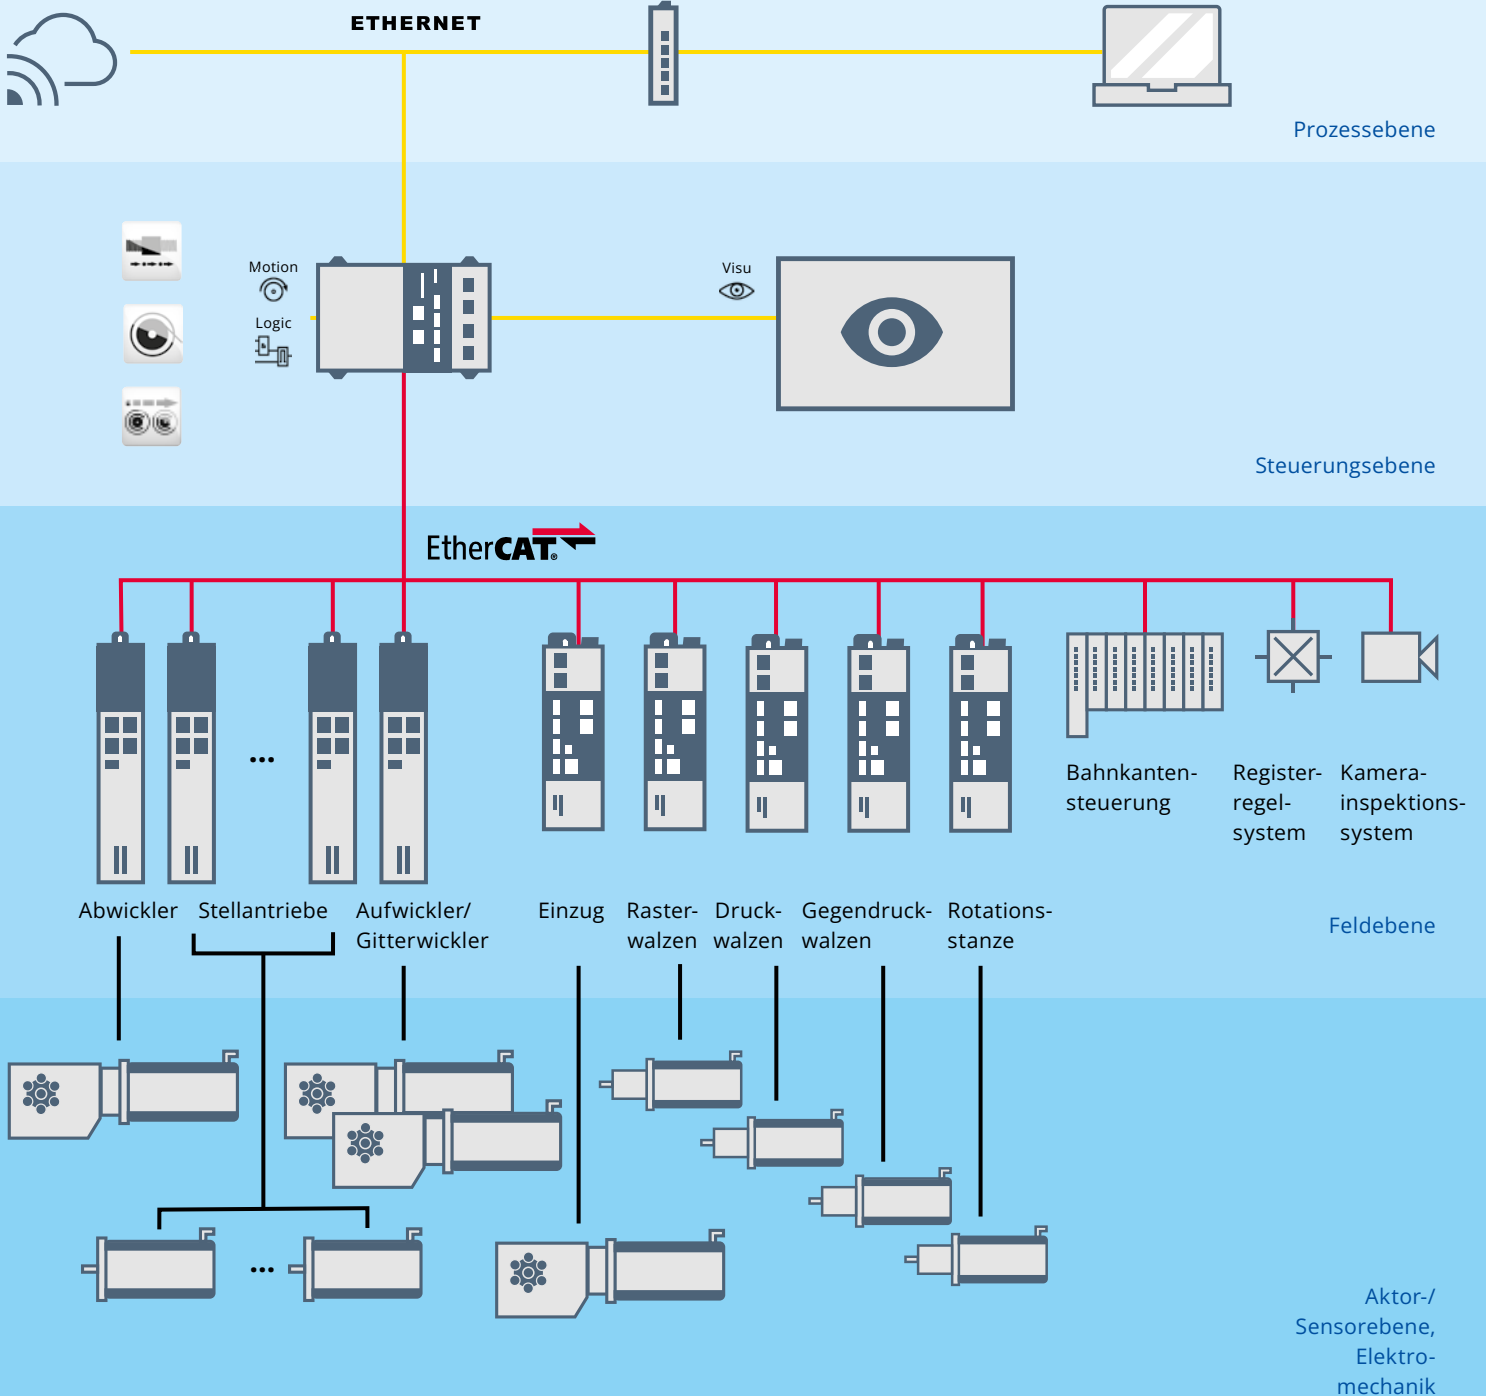 ETHERNET
Prozessebene
Motion
Logic
Visu
Steuerungsebene
EtherCAT®
Bahnkanten-
steuerung
Register-
regel-
system
Kamera-
inspektions-
system
Abwickler
Stellantriebe
Aufwickler/
Gitterwickler
Einzug
Raster-
walzen
Druck-
walzen
Gegendruck-
walzen
Rotations-
stanze
Feldebene
Aktor-/
Sensorebene,
Elektro-
mechanik